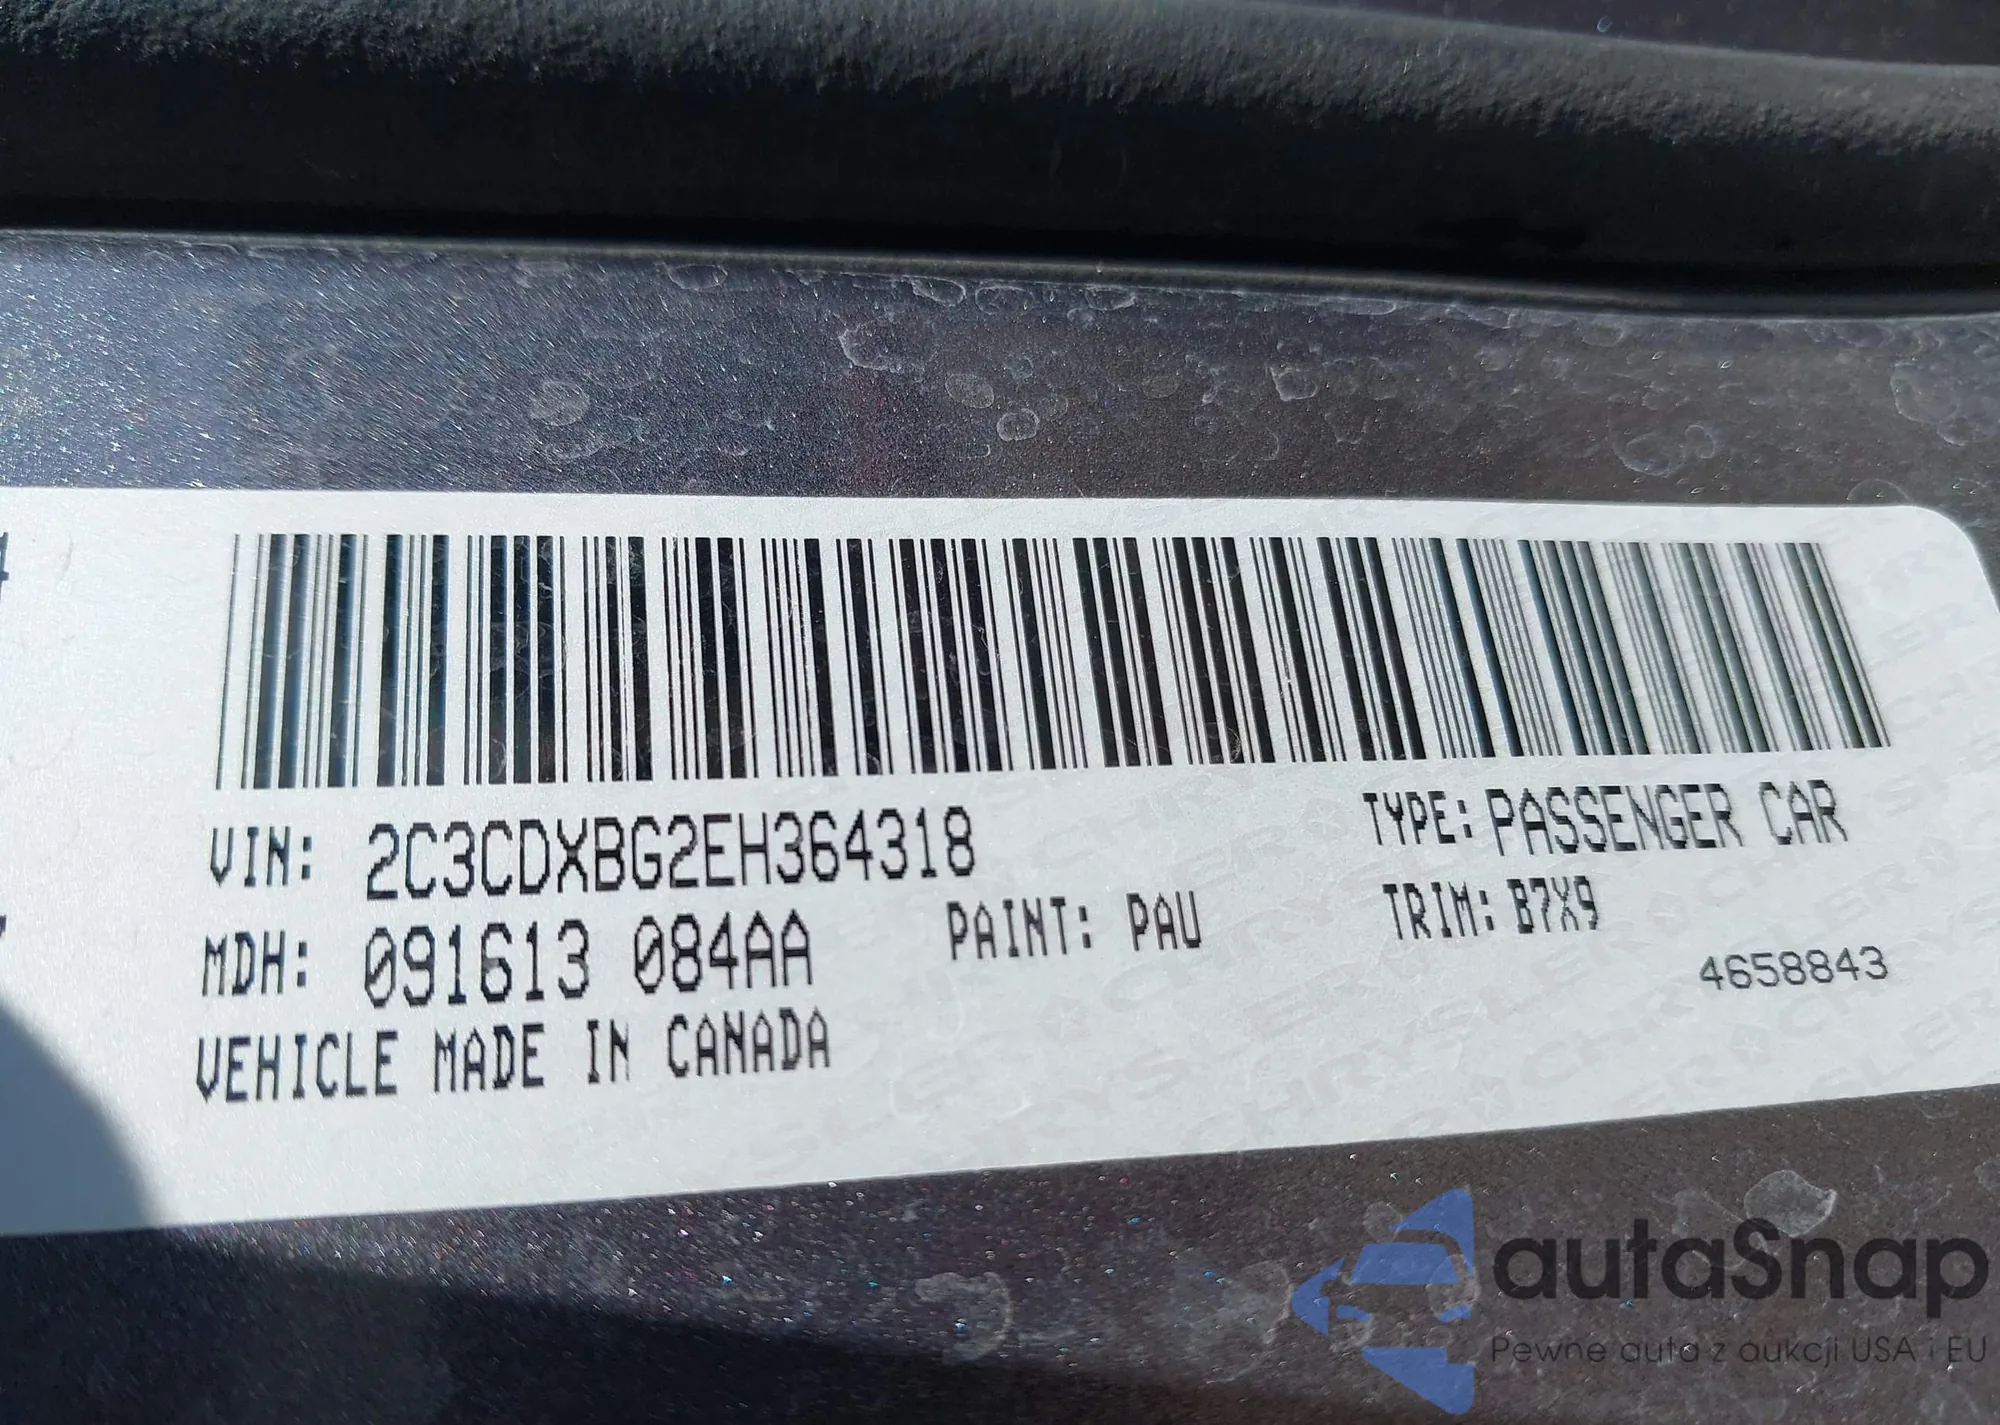 VIN: 2C3CDXBG2EH364318
TYPE: PASSENGER CAR
MDH: 091613 084AA
PAINT: PAU
TRIM: B7X9
4658843
VEHICLE MADE IN CANADA
autaSnap
Pewne auta z aukcji USA i EU